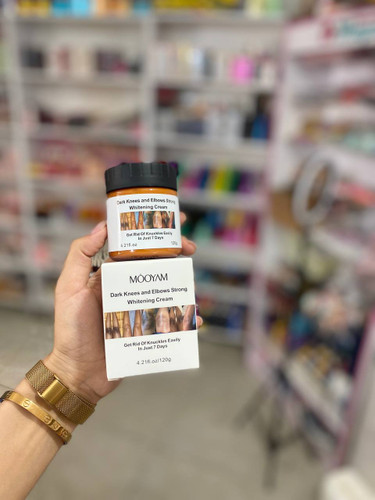 Dark Knees and Elbows Strong
Whitening Cream
Get Rid Of Knuckles Easily
In Just 7 Days
4.21fl oz
120g
MOOYAM
Dark Knees and Elbows Strong
Whitening Cream
Get Rid Of Knuckles Easily
In Just 7 Days
4.21fl.oz/120g